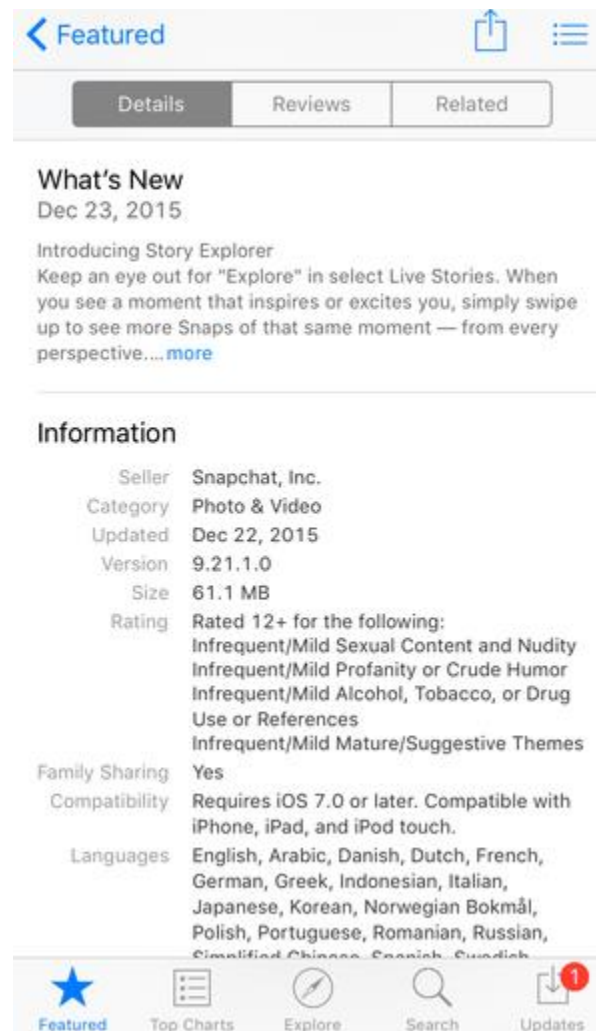 Featured
Details Reviews Related
What's New
Dec 23, 2015
Introducing Story Explorer
Keep an eye out for "Explore" in select Live Stories. When
you see a moment that inspires or excites you, simply swipe
up to see more Snaps of that same moment — from every
perspective....more
Information
Seller Snapchat, Inc.
Category Photo & Video
Updated Dec 22, 2015
Version 9.21.1.0
Size 61.1 MB
Rating Rated 12+ for the following:
Infrequent/Mild Sexual Content and Nudity
Infrequent/Mild Profanity or Crude Humor
Infrequent/Mild Alcohol, Tobacco, or Drug
Use or References
Infrequent/Mild Mature/Suggestive Themes
Family Sharing Yes
Compatibility Requires iOS 7.0 or later. Compatible with
iPhone, iPad, and iPod touch.
Languages English, Arabic, Danish, Dutch, French,
German, Greek, Indonesian, Italian,
Japanese, Korean, Norwegian Bokmål,
Polish, Portuguese, Romanian, Russian,
Simplified Chinese, Spanish, Swedish,
1
Featured Top Charts Explore Search Updates